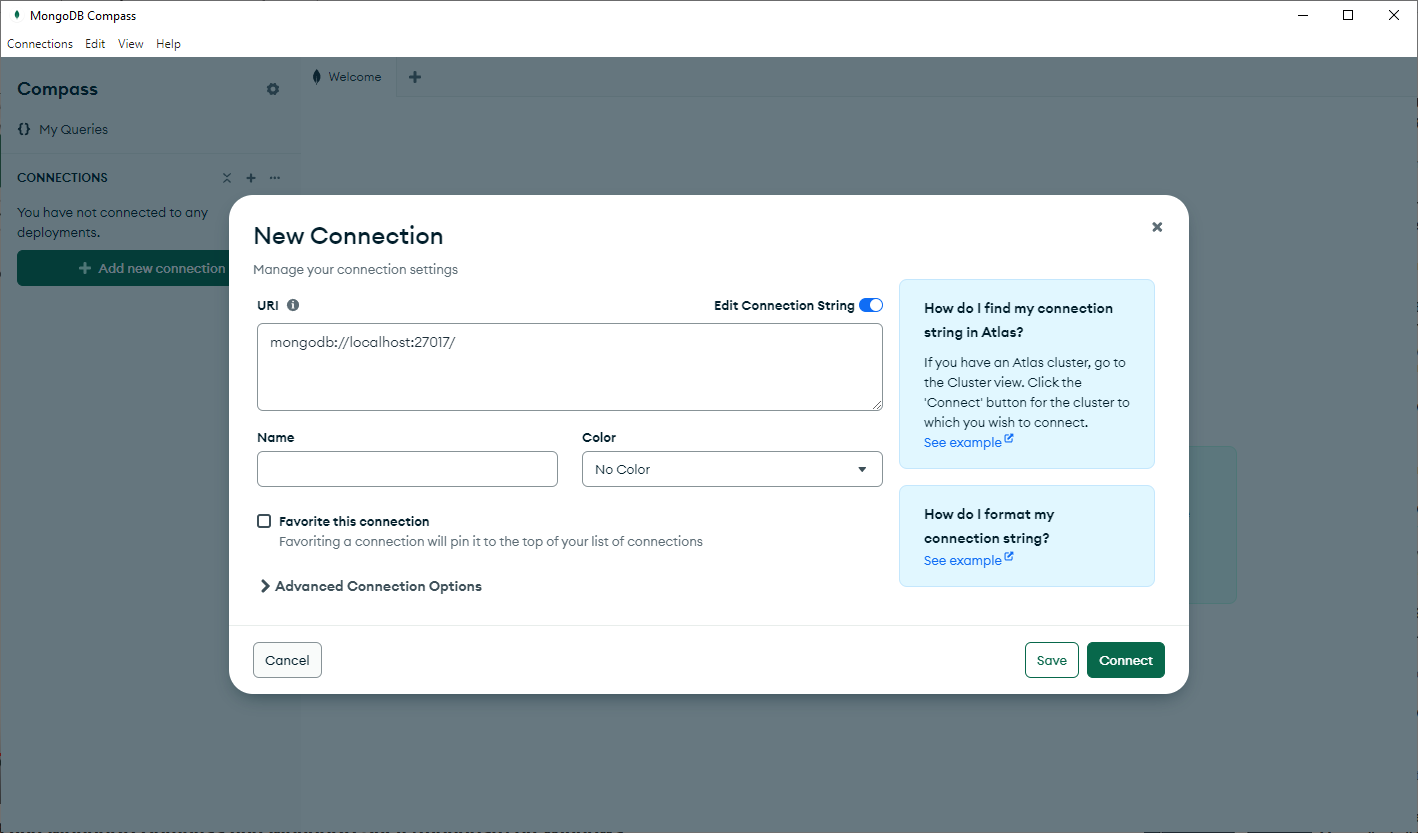 MongoDB Compass
Connections Edit View Help
Compass
Welcome
{} My Queries
CONNECTIONS
You have not connected to any
deployments.
Add new connection
New Connection
Manage your connection settings
URI
Edit Connection String
mongodb://localhost:27017/
Name
Color
No Color
Favorite this connection
Favoriting a connection will pin it to the top of your list of connections
Advanced Connection Options
How do I find my connection
string in Atlas?
If you have an Atlas cluster, go to
the Cluster view. Click the
'Connect' button for the cluster to
which you wish to connect.
See example
How do I format my
connection string?
See example
Cancel
Save
Connect